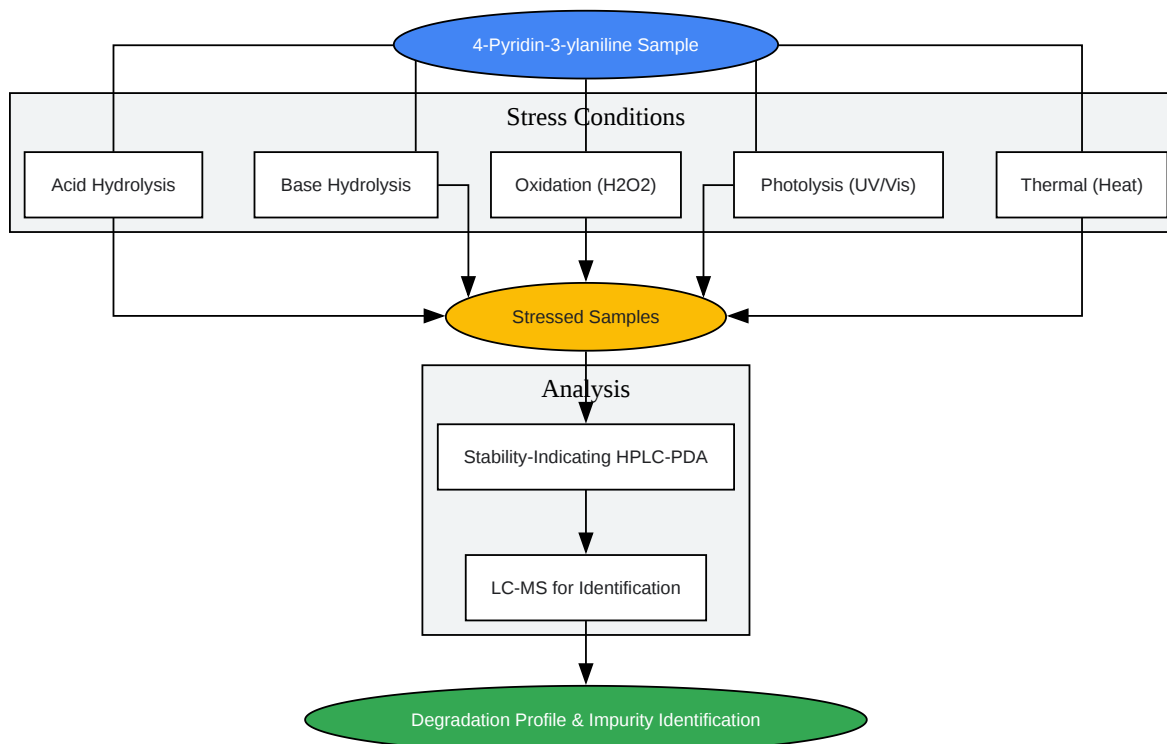 4-Pyridin-3-ylaniline Sample
Stress Conditions
Acid Hydrolysis
Base Hydrolysis
Oxidation (H2O2)
Photolysis (UV/Vis)
Thermal (Heat)
Stressed Samples
Analysis
Stability-Indicating HPLC-PDA
LC-MS for Identification
Degradation Profile & Impurity Identification